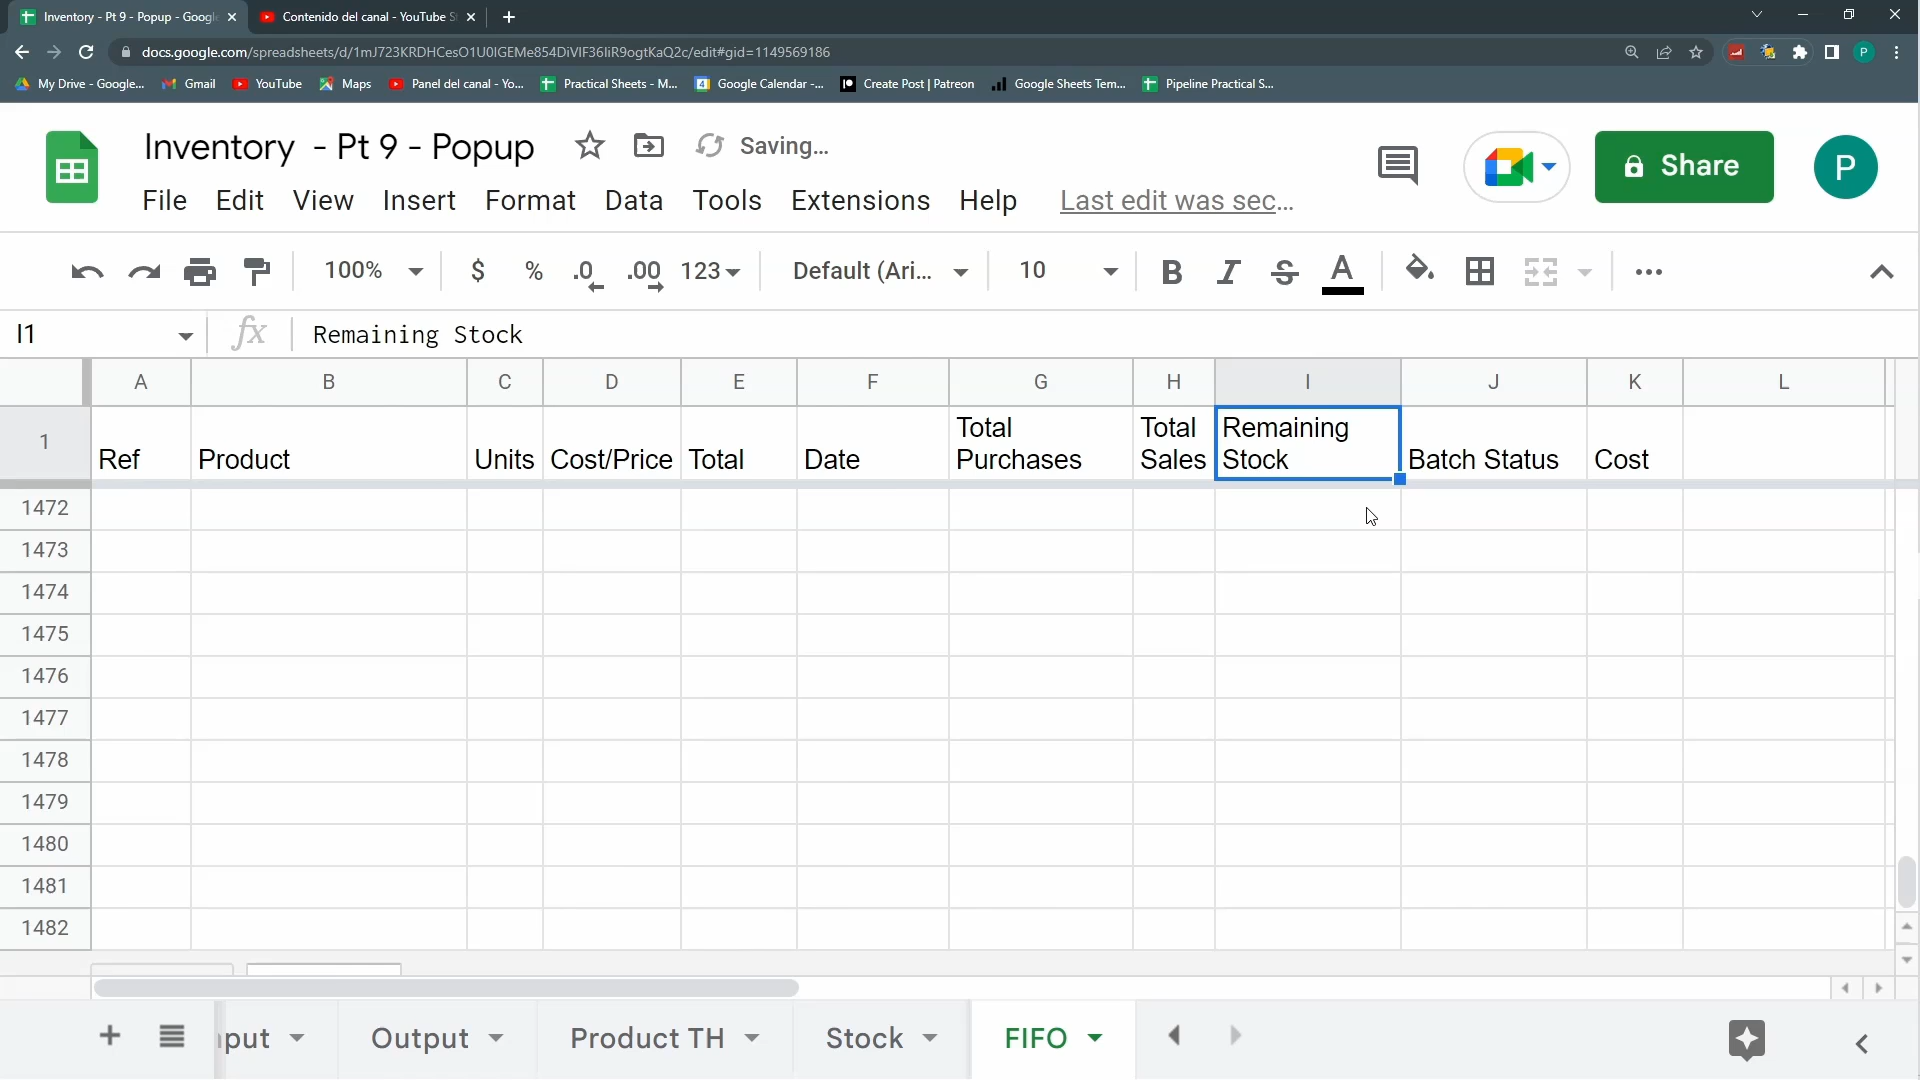 Inventory - Pt 9 - Popup - Google
Contenido del canal - YouTube S
docs.google.com/spreadsheets/d/1mJ723KRDHCesO1U0lGEMe854DiVlF36liR9ogtKaQ2c/edit#gid=1149569186
P
My Drive - Google...
Gmail
YouTube
Maps
Panel del canal - Yo...
Practical Sheets - M...
Google Calendar -...
Create Post | Patreon
Google Sheets Tem...
Pipeline Practical S...
Inventory - Pt 9 - Popup
Saving...
Share
P
File Edit View Insert Format Data Tools Extensions Help Last edit was sec...
100% $ % .0 .00 123 Default (Ari... 10 B I S A
I1 fx Remaining Stock
A B C D E F G H I J K L
1 Ref Product Units Cost/Price Total Date Total Purchases Total Sales Remaining Stock Batch Status Cost
1472
1473
1474
1475
1476
1477
1478
1479
1480
1481
1482
put Output Product TH Stock FIFO